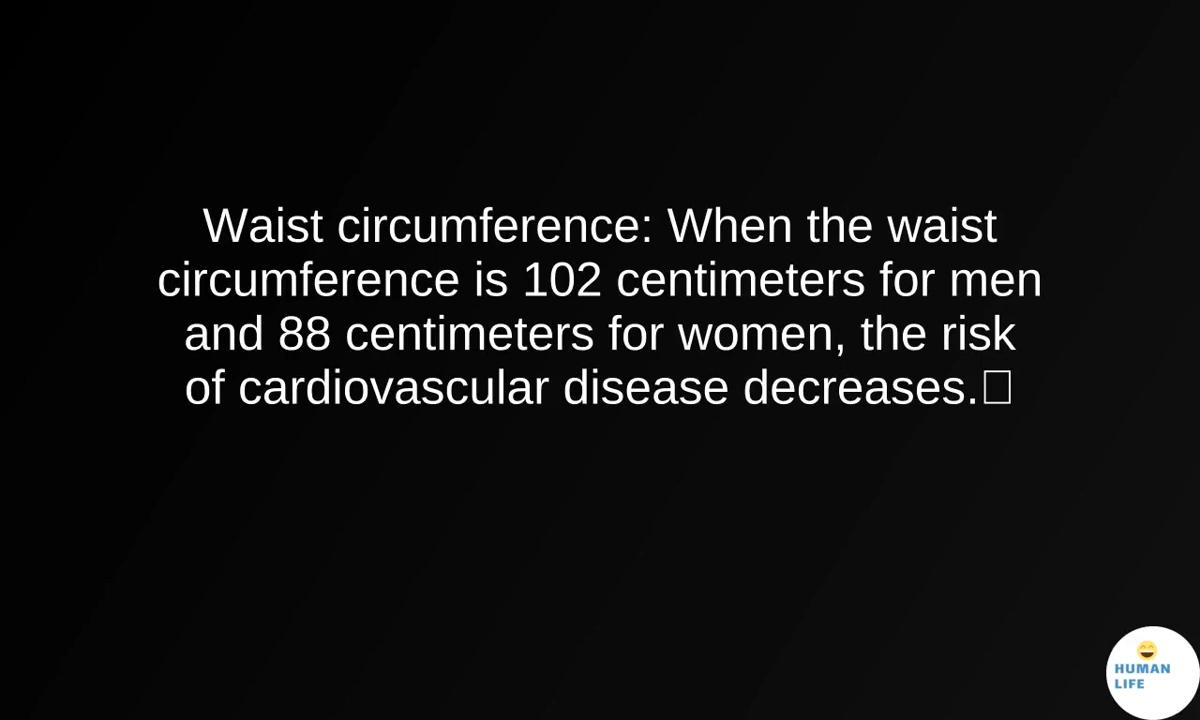 Waist circumference: When the waist
circumference is 102 centimeters for men
and 88 centimeters for women, the risk
of cardiovascular disease decreases.
HUMAN
LIFE